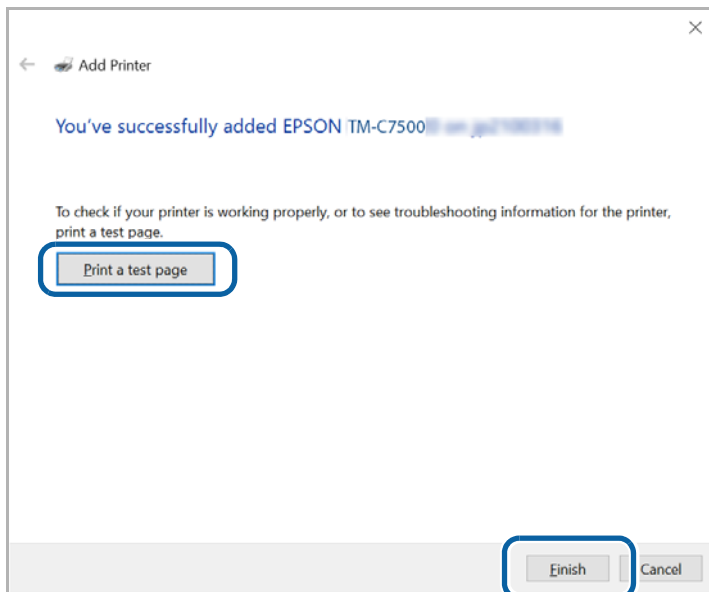 Add Printer
You've successfully added EPSON TM-C7500
To check if your printer is working properly, or to see troubleshooting information for the printer,
print a test page.
Print a test page
Finish Cancel